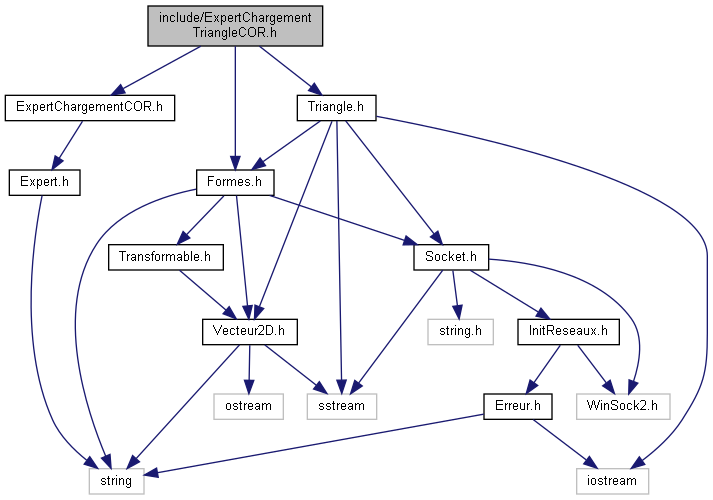 include/ExpertChargement
TriangleCOR.h
ExpertChargementCOR.h
Triangle.h
Expert.h
Formes.h
Transformable.h
Socket.h
Vecteur2D.h
string.h
InitReseaux.h
ostream
sstream
Erreur.h
WinSock2.h
string
iostream